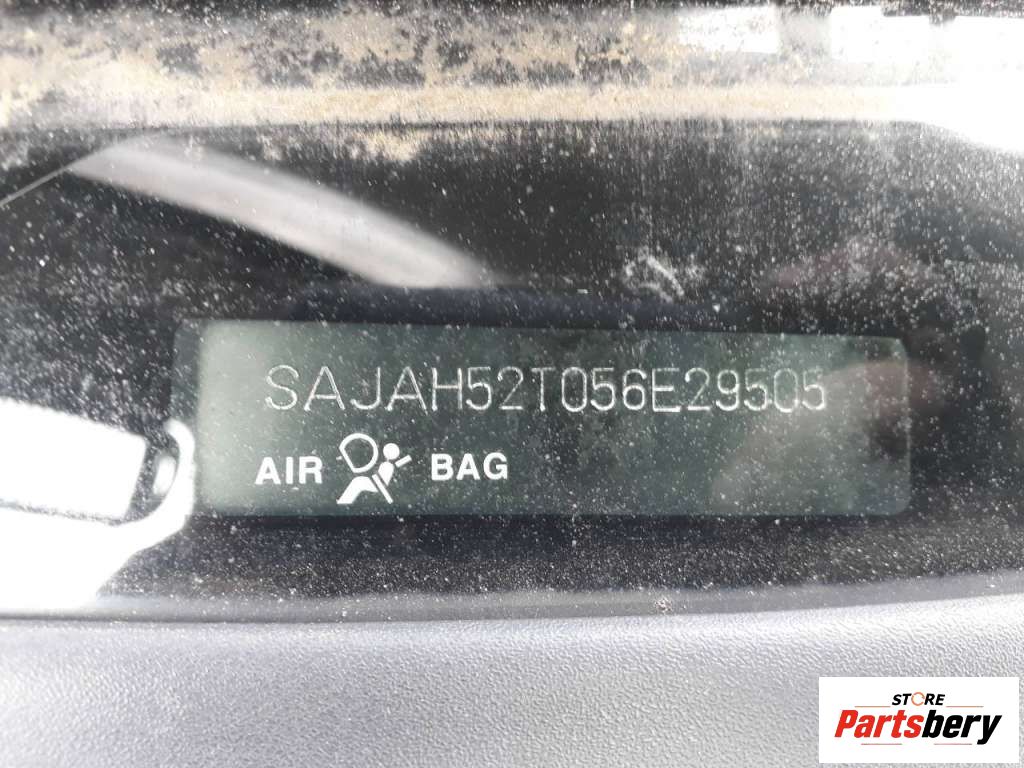 SAJAH52T056E29505
AIR BAG
STORE
Partsbery